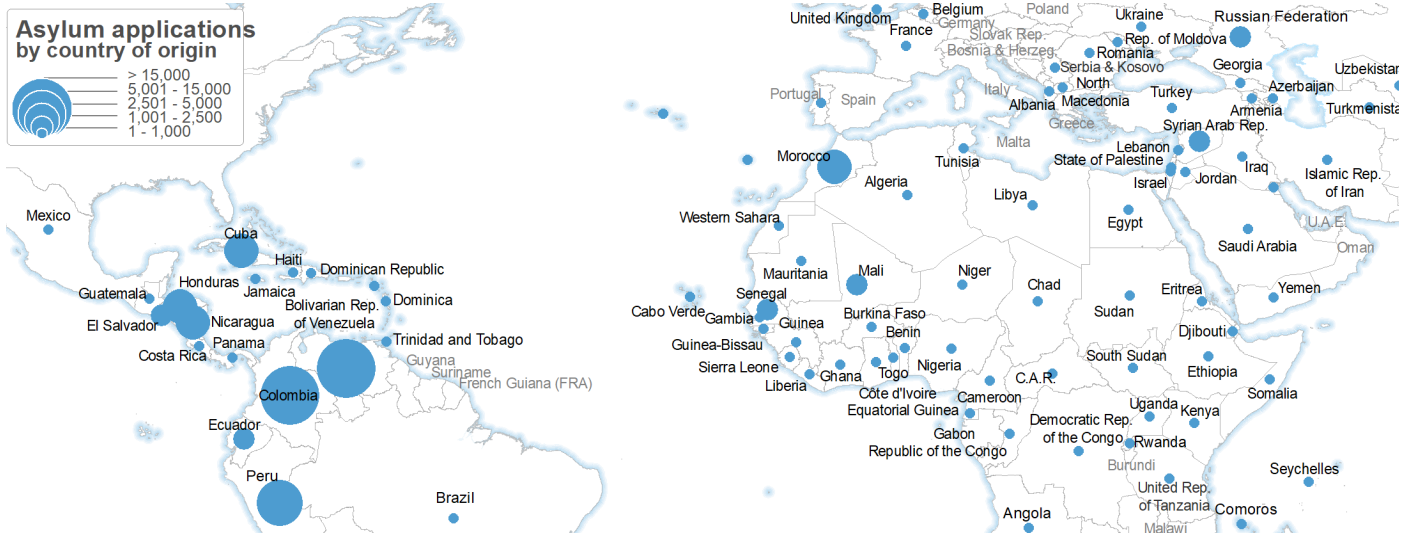 Asylum applications
by country of origin
> 15,000
5,001 - 15,000
2,501 - 5,000
1,001 - 2,500
1 - 1,000
United Kingdom
Belgium
Germany
Poland
Ukraine
Russian Federation
France
Slovak Rep.
Rep. of Moldova
Bosnia & Herzeg.
Romania
Georgia
Uzbekistan
Serbia & Kosovo
Portugal
Spain
Italy
North
Macedonia
Albania
Turkey
Azerbaijan
Armenia
Turkmenista
Greece
Syrian Arab Rep.
Malta
Morocco
Tunisia
Lebanon
State of Palestine
Israel
Jordan
Iraq
Islamic Rep.
of Iran
Algeria
Libya
Egypt
Mexico
Western Sahara
U.A.E.
Cuba
Saudi Arabia
Oman
Haiti
Dominican Republic
Mauritania
Mali
Niger
Chad
Guatemala
Honduras
Jamaica
Dominica
Bolivarian Rep.
of Venezuela
Cabo Verde
Senegal
Gambia
Guinea
Burkina Faso
Sudan
Eritrea
Yemen
El Salvador
Nicaragua
Benin
Djibouti
Costa Rica
Panama
Trinidad and Tobago
Guinea-Bissau
Guyana
Suriname
French Guiana (FRA)
Sierra Leone
Liberia
Ghana
Togo
Nigeria
South Sudan
Ethiopia
C.A.R.
Somalia
Colombia
Côte d'Ivoire
Cameroon
Equatorial Guinea
Ecuador
Gabon
Democratic Rep.
of the Congo
Uganda
Kenya
Republic of the Congo
Rwanda
Burundi
Peru
Seychelles
Brazil
United Rep.
of Tanzania
Angola
Comoros
Malawi